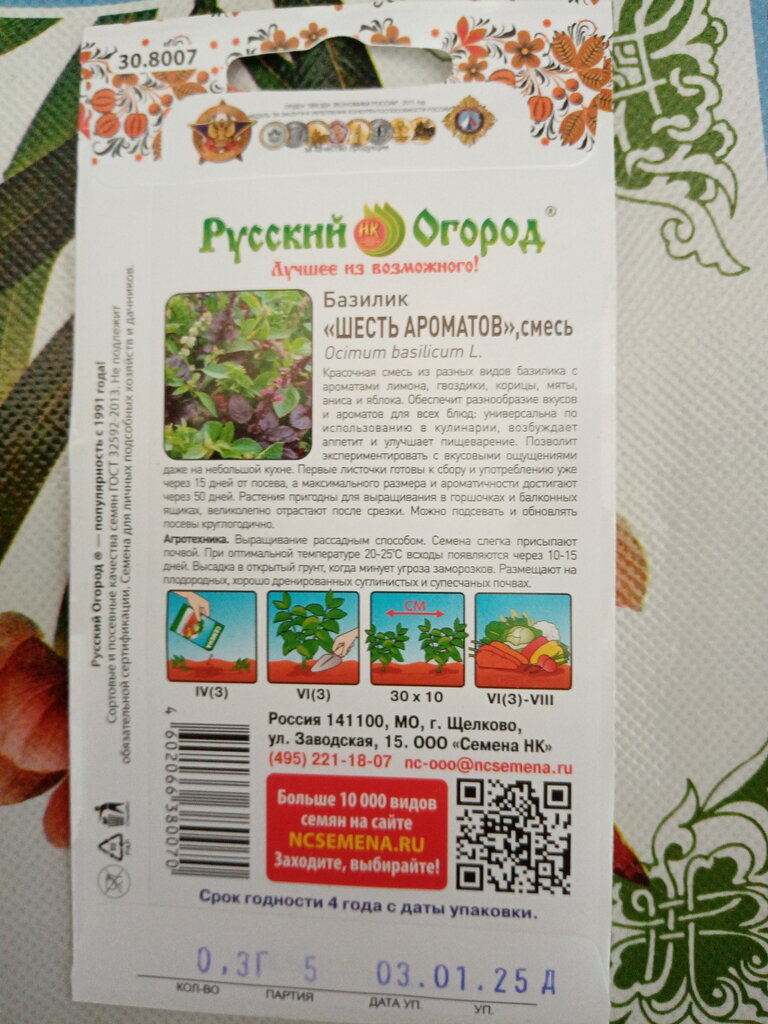 30.8007
ОРДЕН "ЗВЕЗДА ЭКОНОМИКИ РОССИИ" 2011 год
ЗА КАЧЕСТВО ПРОДУКЦИИ
Русский НК Огород®
Лучшее из возможного!
Базилик
«ШЕСТЬ АРОМАТОВ»,смесь
Ocimum basilicum L.
Красочная смесь из разных видов базилика с
ароматами лимона, гвоздики, корицы, мяты,
аниса и яблока. Обеспечит разнообразие вкусов
и ароматов для всех блюд: универсальна по
использованию в кулинарии, возбуждает
аппетит и улучшает пищеварение. Позволит
экспериментировать с вкусовыми ощущениями
даже на небольшой кухне. Первые листочки готовы к сбору и употреблению уже
через 15 дней от посева, а максимального размера и ароматичности достигают
через 50 дней. Растения пригодны для выращивания в горшочках и балконных
ящиках, великолепно отрастают после срезки. Можно подсевать и обновлять
посевы круглогодично.
Агротехника. Выращивание рассадным способом. Семена слегка присыпают
почвой. При оптимальной температуре 20-25°С всходы появляются через 10-15
дней. Высадка в открытый грунт, когда минует угроза заморозков. Размещают на
плодородных, хорошо дренированных суглинистых и супесчаных почвах.
СМ
IV(3)
VI(3)
30 x 10
VI(3)-VIII
Россия 141100, МО, г. Щелково,
ул. Заводская, 15. ООО «Семена НК»
(495) 221-18-07 nc-ooo@ncsemena.ru
4 602066 380070
Больше 10 000 видов
семян на сайте
NCSEMENA.RU
Заходите, выбирайте!
Срок годности 4 года с даты упаковки.
0,3Г 5 03.01.25 Д
КОЛ-ВО ПАРТИЯ ДАТА УП. УП.
Русский Огород ® — популярность с 1991 года!
Сортовые и посевные качества семян ГОСТ 32592-2013. Не подлежит
обязательной сертификации. Семена для личных подсобных хозяйств и дачников.